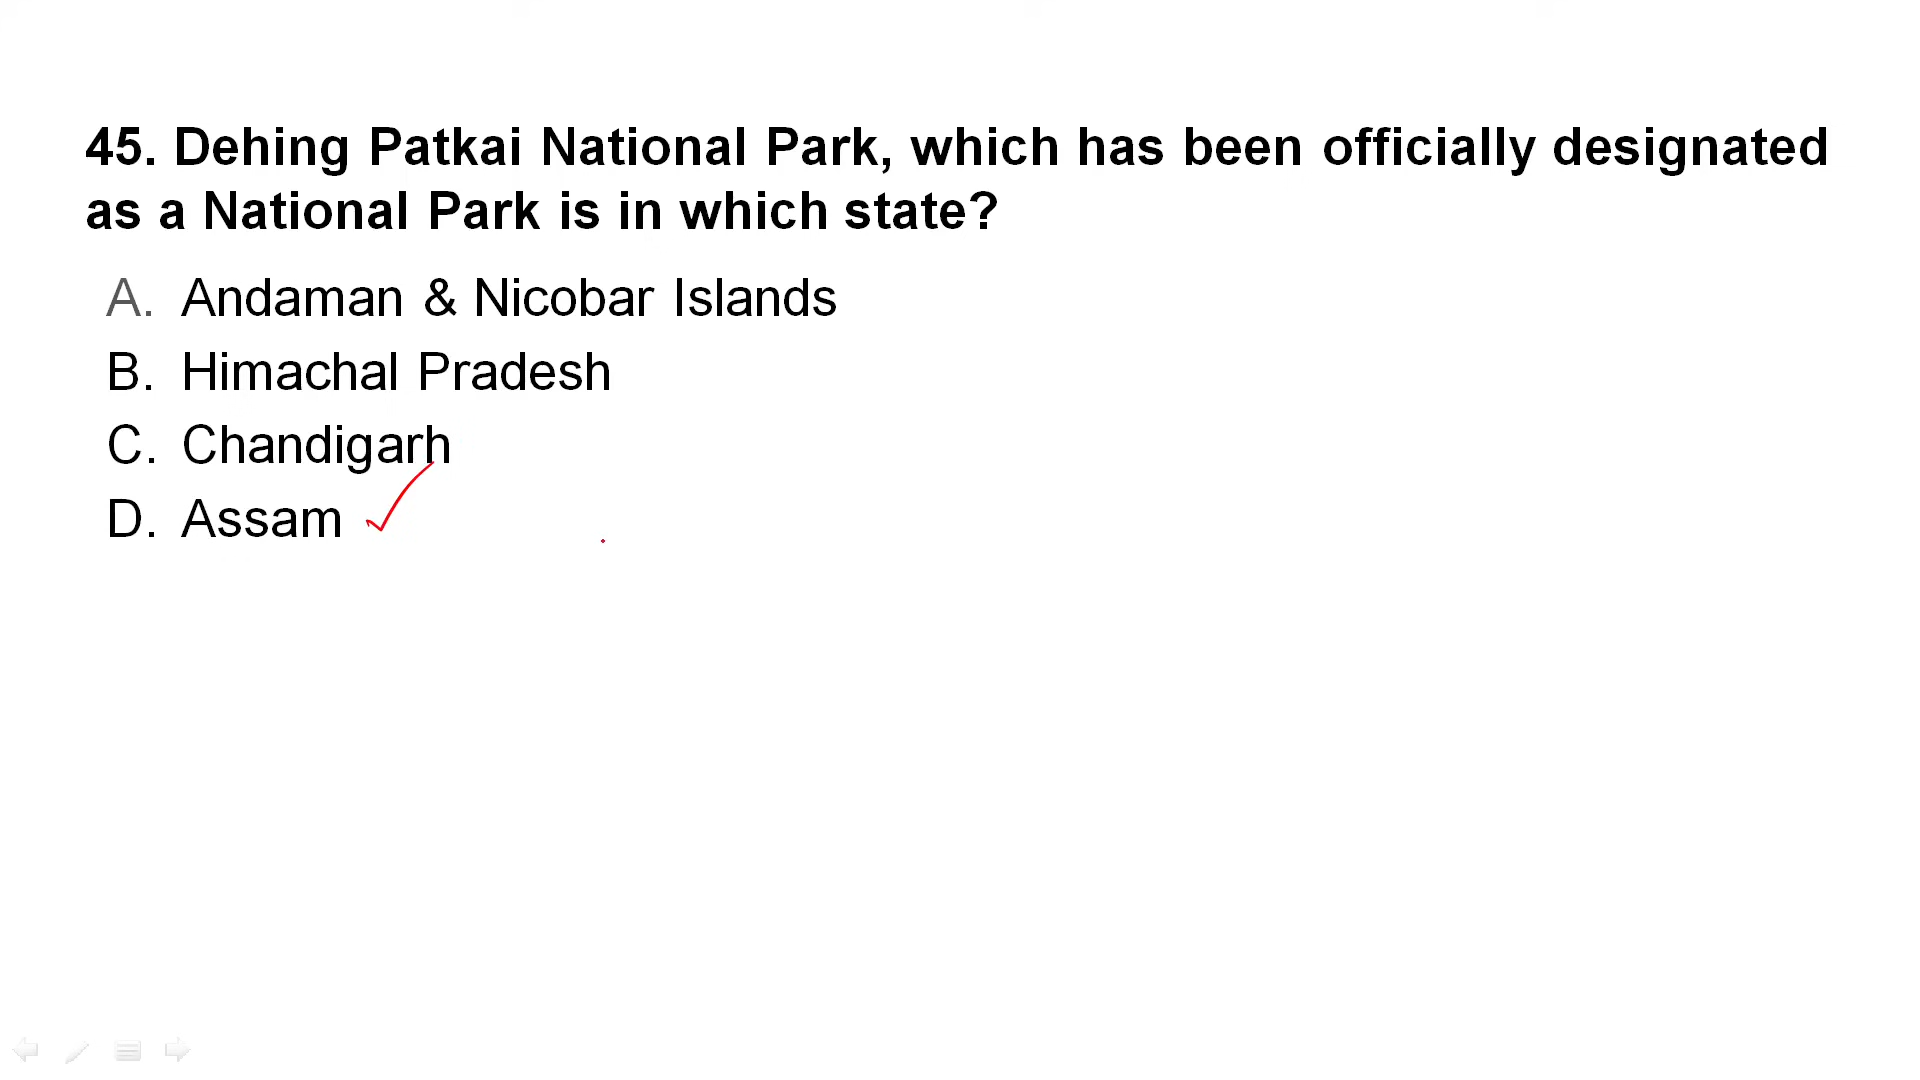 45. Dehing Patkai National Park, which has been officially designated
as a National Park is in which state?
A. Andaman & Nicobar Islands
B. Himachal Pradesh
C. Chandigarh
D. Assam